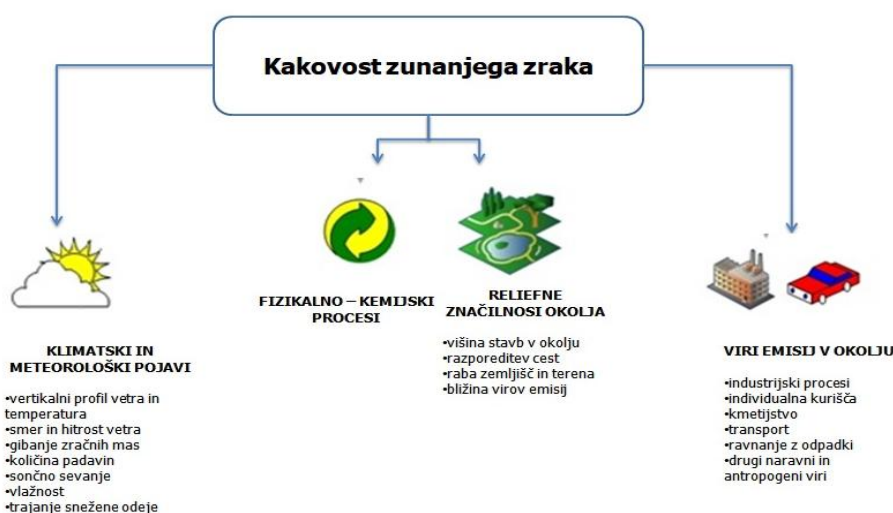 Kakovost zunanjega zraka
KLIMATSKI IN
METEOROLOŠKI POJAVI
•vertikalni profil vetra in
temperatura
•smer in hitrost vetra
•gibanje zračnih mas
•količina padavin
•sončno sevanje
•vlažnost
•trajanje snežene odeje
FIZIKALNO – KEMIJSKI
PROCESI
RELIEFNE
ZNAČILNOSTI OKOLJA
•višina stavb v okolju
•razporeditev cest
•raba zemljišč in terena
•bližina virov emisij
VIRI EMISIJ V OKOLJU
•industrijski procesi
•individualna kurišča
•kmetijstvo
•transport
•ravnanje z odpadki
•drugi naravni in
antropogeni viri